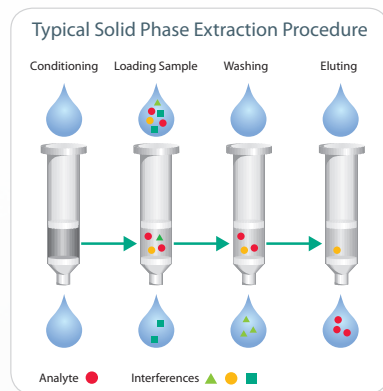 Typical Solid Phase Extraction Procedure
Conditioning Loading Sample Washing Eluting
Analyte Interferences